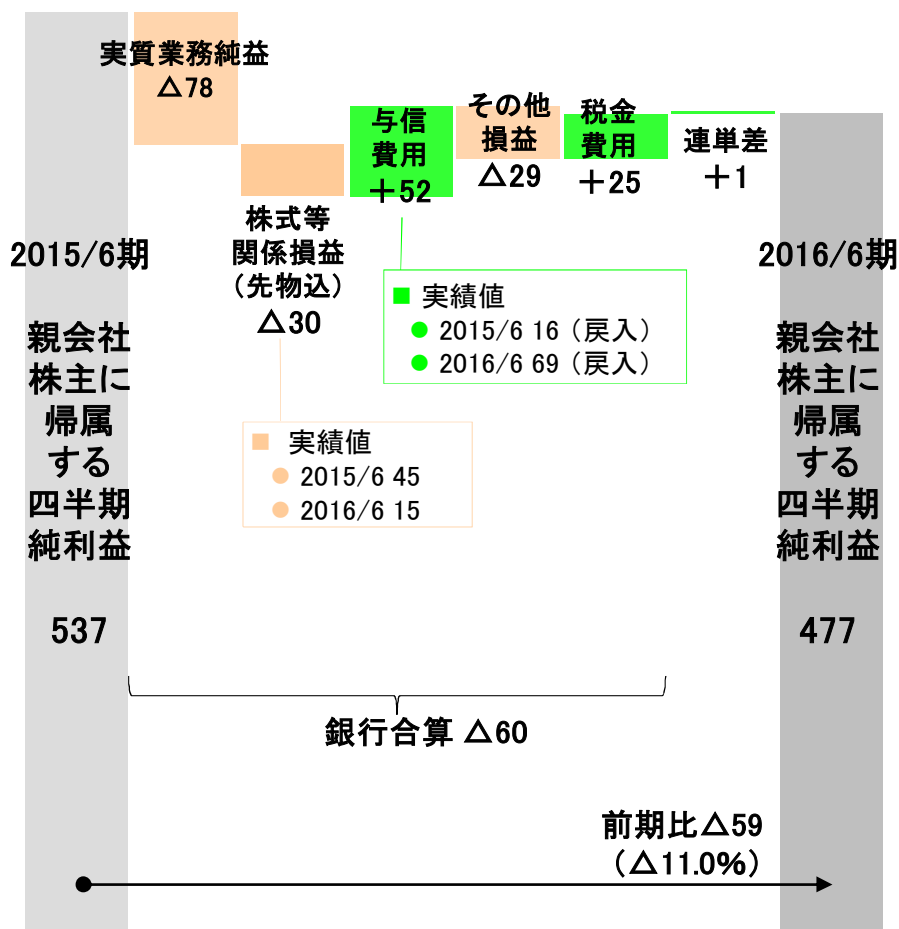 実質業務純益
△78
株式等
関係損益
（先物込）
△30
与信
費用
＋52
その他
損益
△29
税金
費用
＋25
連単差
＋1
2015/6期
親会社
株主に
帰属
する
四半期
純利益
537
■ 実績値
● 2015/6 16（戻入）
● 2016/6 69（戻入）
■ 実績値
● 2015/6 45
● 2016/6 15
2016/6期
親会社
株主に
帰属
する
四半期
純利益
477
銀行合算 △60
前期比△59
（△11.0%）